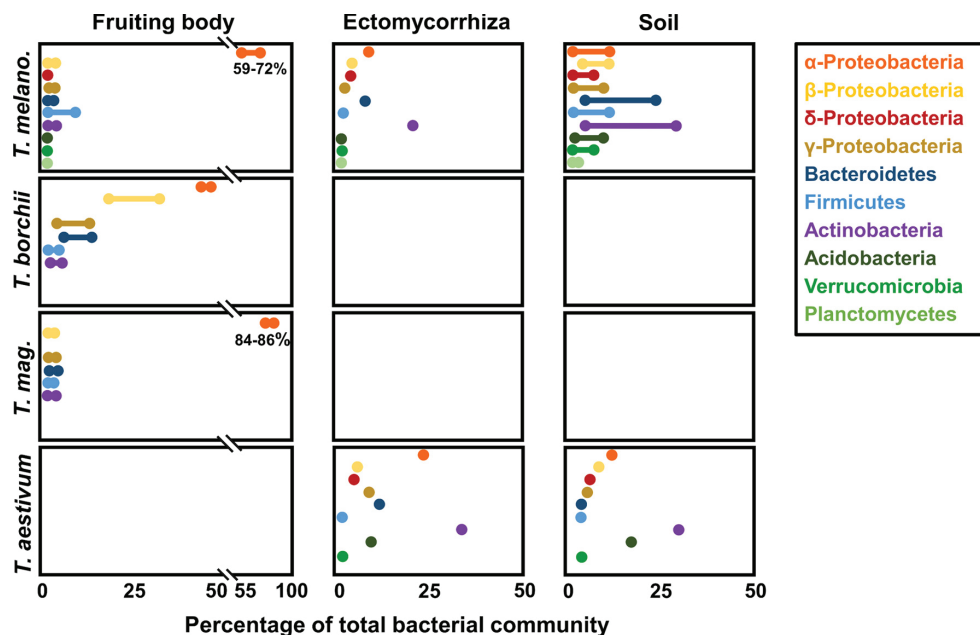 Fruiting body
Ectomycorrhiza
Soil
T. melano.
59-72%
T. borchii
T. mag.
84-86%
T. aestivum
0 50 55 100
0 25 50
0 25 50
Percentage of total bacterial community
α-Proteobacteria
β-Proteobacteria
δ-Proteobacteria
γ-Proteobacteria
Bacteroidetes
Firmicutes
Actinobacteria
Acidobacteria
Verrucomicrobia
Planctomycetes